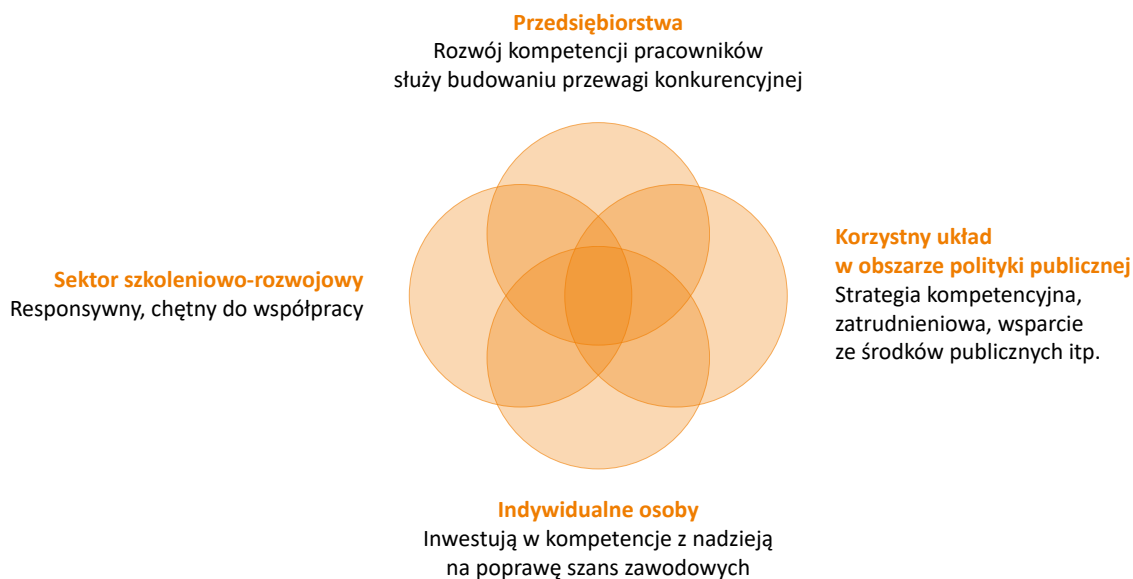 Przedsiębiorstwa
Rozwój kompetencji pracowników
służy budowaniu przewagi konkurencyjnej
Sektor szkoleniowo-rozwojowy
Responsywny, chętny do współpracy
Korzystny układ
w obszarze polityki publicznej
Strategia kompetencyjna,
zatrudnieniowa, wsparcie
ze środków publicznych itp.
Indywidualne osoby
Inwestują w kompetencje z nadzieją
na poprawę szans zawodowych